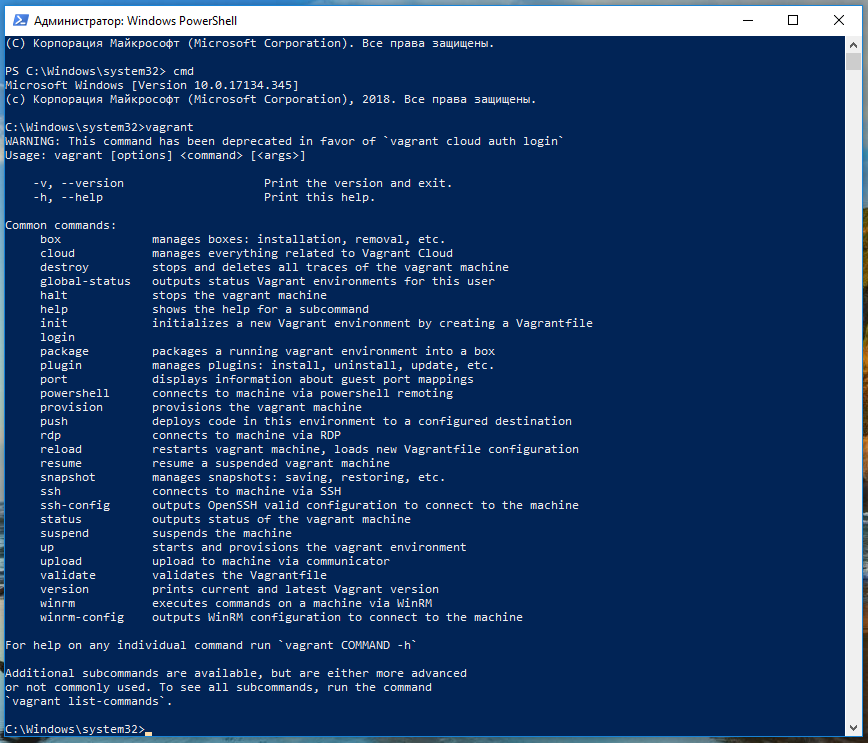 Администратор: Windows PowerShell
(C) Корпорация Майкрософт (Microsoft Corporation). Все права защищены.
PS C:\Windows\system32> cmd
Microsoft Windows [Version 10.0.17134.345]
(c) Корпорация Майкрософт (Microsoft Corporation), 2018. Все права защищены.
C:\Windows\system32>vagrant
WARNING: This command has been deprecated in favor of `vagrant cloud auth login`
Usage: vagrant [options] <command> [<args>]
-v, --version Print the version and exit.
-h, --help Print this help.
Common commands:
box manages boxes: installation, removal, etc.
cloud manages everything related to Vagrant Cloud
destroy stops and deletes all traces of the vagrant machine
global-status outputs status Vagrant environments for this user
halt stops the vagrant machine
help shows the help for a subcommand
init initializes a new Vagrant environment by creating a Vagrantfile
login
package packages a running vagrant environment into a box
plugin manages plugins: install, uninstall, update, etc.
port displays information about guest port mappings
powershell connects to machine via powershell remoting
provision provisions the vagrant machine
push deploys code in this environment to a configured destination
rdp connects to machine via RDP
reload restarts vagrant machine, loads new Vagrantfile configuration
resume resume a suspended vagrant machine
snapshot manages snapshots: saving, restoring, etc.
ssh connects to machine via SSH
ssh-config outputs OpenSSH valid configuration to connect to the machine
status outputs status of the vagrant machine
suspend suspends the machine
up starts and provisions the vagrant environment
upload upload to machine via communicator
validate validates the Vagrantfile
version prints current and latest Vagrant version
winrm executes commands on a machine via WinRM
winrm-config outputs WinRM configuration to connect to the machine
For help on any individual command run `vagrant COMMAND -h`
Additional subcommands are available, but are either more advanced
or not commonly used. To see all subcommands, run the command
`vagrant list-commands`.
C:\Windows\system32>